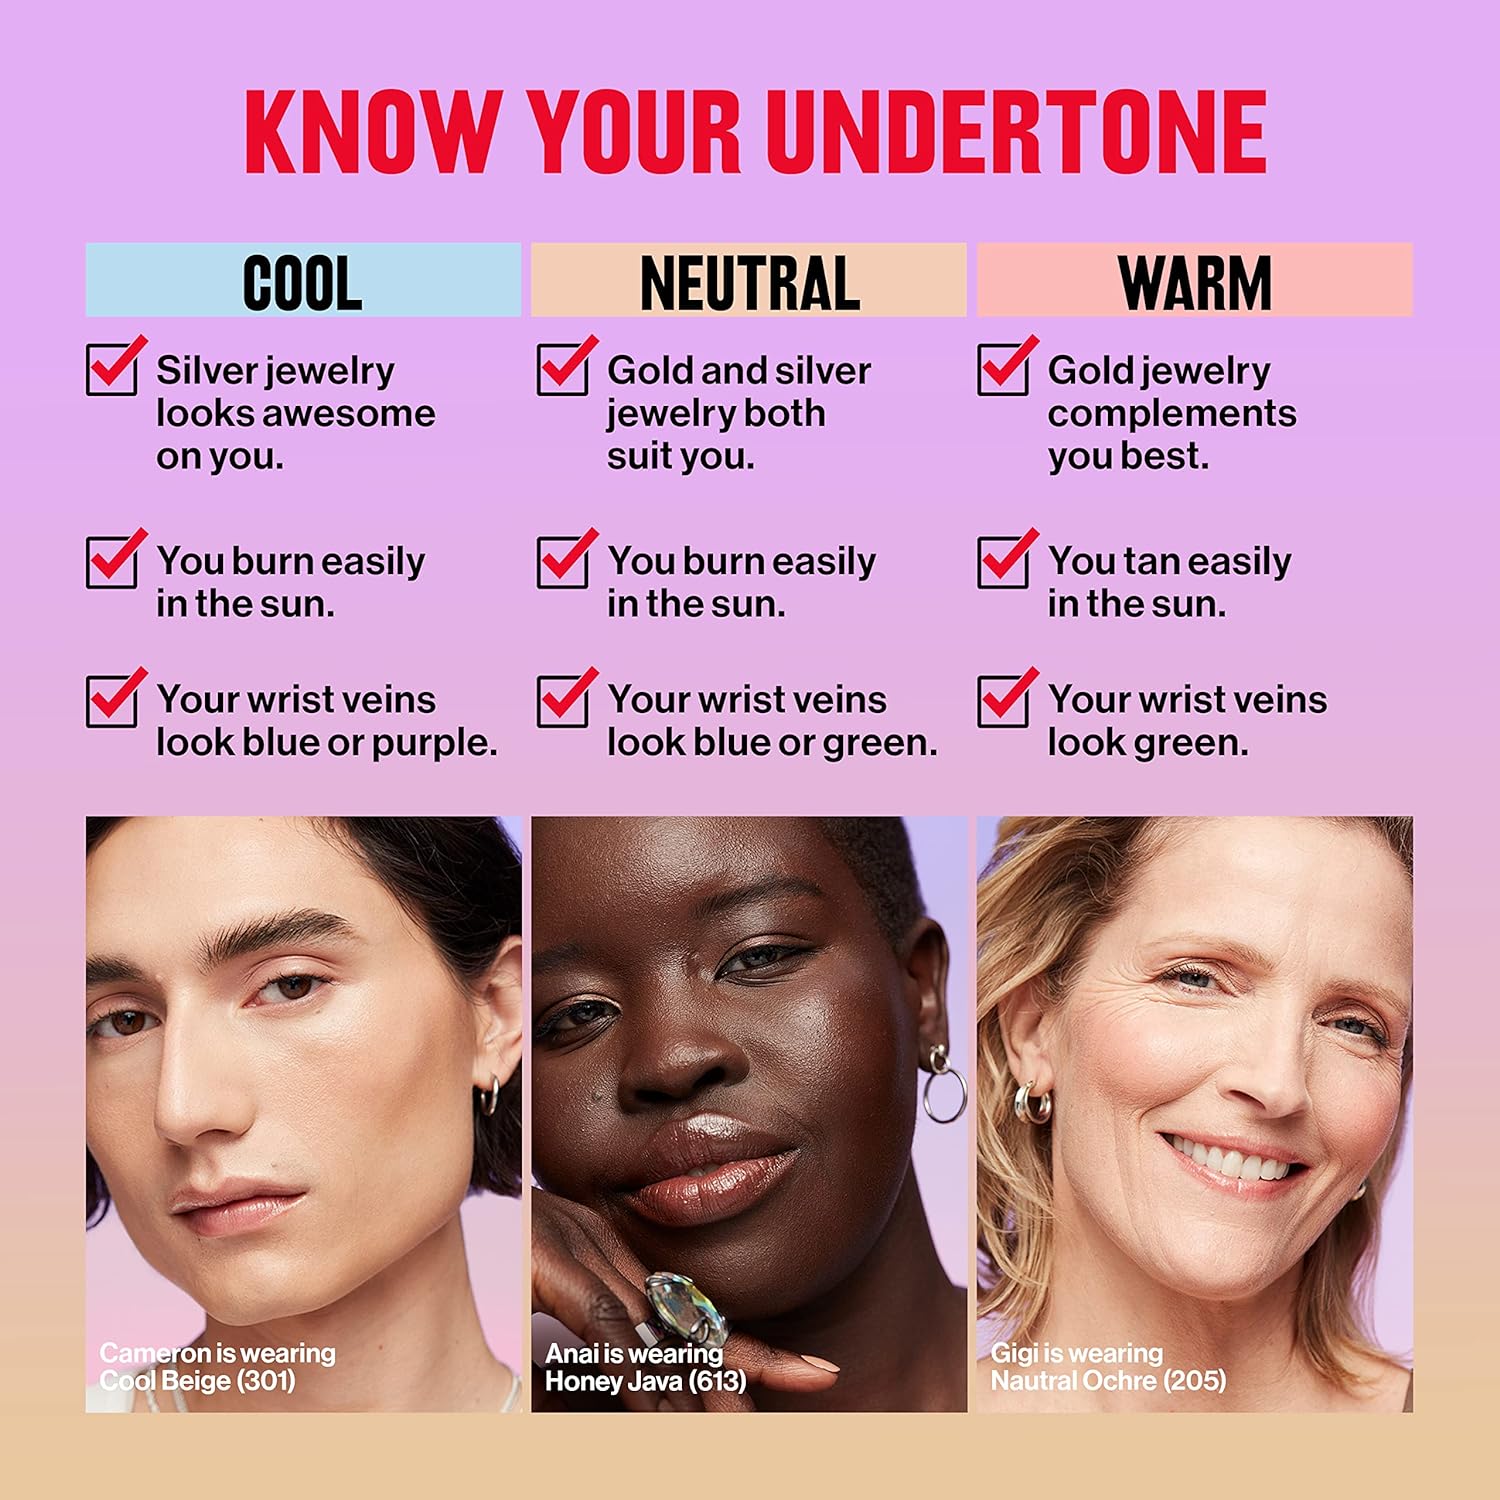 KNOW YOUR UNDERTONE
COOL
Silver jewelry
looks awesome
on you.
You burn easily
in the sun.
Your wrist veins
look blue or purple.
Cameron is wearing
Cool Beige (301)
NEUTRAL
Gold and silver
jewelry both
suit you.
You burn easily
in the sun.
Your wrist veins
look blue or green.
Anai is wearing
Honey Java (613)
WARM
Gold jewelry
complements
you best.
You tan easily
in the sun.
Your wrist veins
look green.
Gigi is wearing
Nautral Ochre (205)